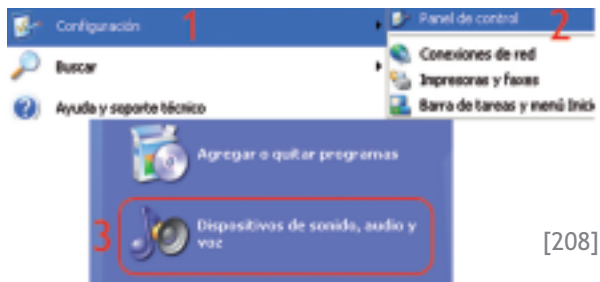 Configuración 1
Panel de control 2
Buscar
Conexiones de red
Impresoras y faxes
Ayuda y soporte técnico
Barra de tareas y menú Inici
Agregar o quitar programas
3
Dispositivos de sonido, audio y
voz
[208]